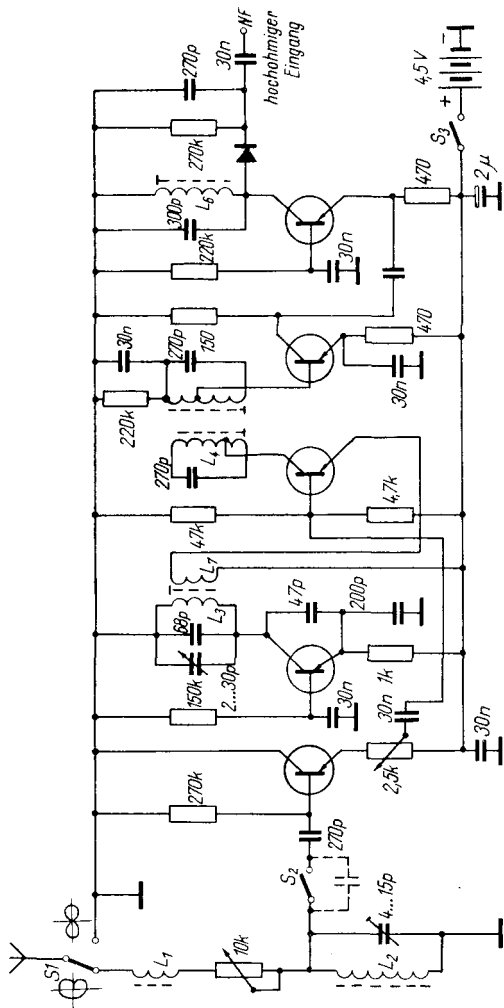 S1
L1
10k
L2
4...15p
S2
270p
270k
2,5k
30n
30n
150k
2...30p
68p
L3
L7
30n
47p
200p
1k
47k
4,7k
270p
L4
220k
30n
270p
150
30n
470
220k
300p
L6
30n
470
270k
270p
30n
NF
hochohmiger
Eingang
S3
+
4,5 V
−
2µ